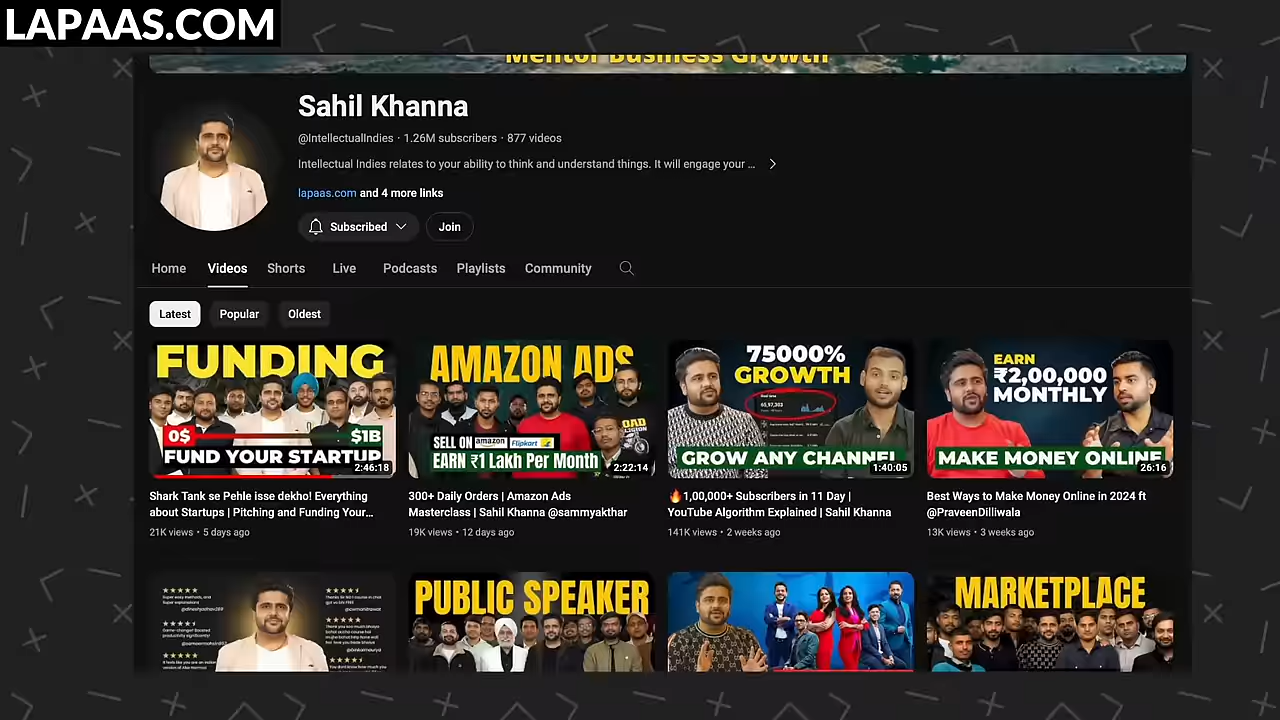 LAPAAS.COM
Mentor Business Growth
Sahil Khanna
@IntellectualIndies · 1.26M subscribers · 877 videos
Intellectual Indies relates to your ability to think and understand things. It will engage your ...
lapaas.com and 4 more links
Subscribed
Join
Home Videos Shorts Live Podcasts Playlists Community
Latest Popular Oldest
FUNDING
0$ $1B
FUND YOUR STARTUP
2:46:18
AMAZON ADS
SELL ON amazon Flipkart
EARN ₹1 Lakh Per Month
2:22:14
75000%
GROWTH
GROW ANY CHANNEL
1:40:05
EARN
₹2,00,000
MONTHLY
MAKE MONEY ONLINE
26:16
Shark Tank se Pehle isse dekho! Everything
about Startups | Pitching and Funding Your...
21K views · 5 days ago
300+ Daily Orders | Amazon Ads
Masterclass | Sahil Khanna @sammyakthar
19K views · 12 days ago
🔥1,00,000+ Subscribers in 11 Day |
YouTube Algorithm Explained | Sahil Khanna
141K views · 2 weeks ago
Best Ways to Make Money Online in 2024 ft
@PraveenDilliwala
13K views · 3 weeks ago
PUBLIC SPEAKER
MARKETPLACE